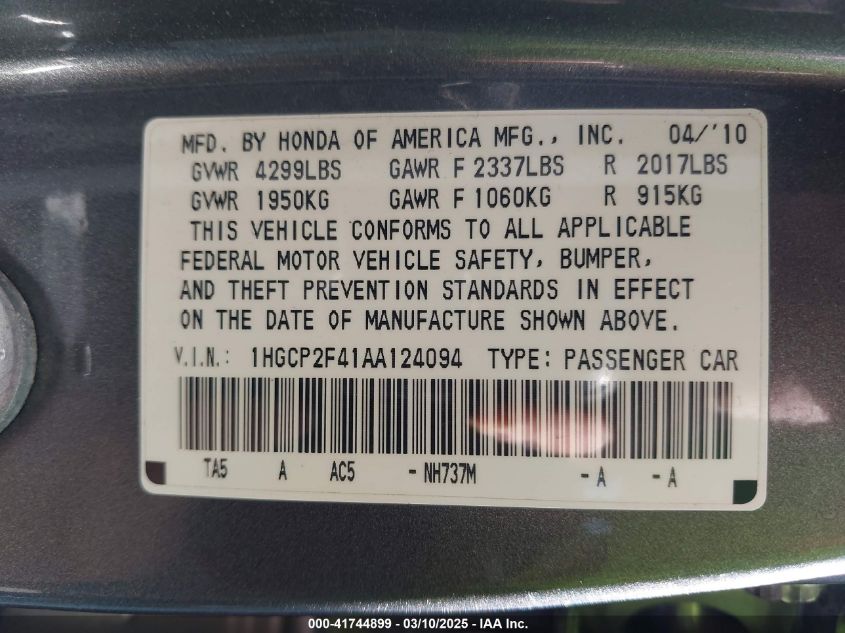 MFD. BY HONDA OF AMERICA MFG., INC. 04/'10
GVWR 4299LBS GAWR F 2337LBS R 2017LBS
GVWR 1950KG GAWR F 1060KG R 915KG
THIS VEHICLE CONFORMS TO ALL APPLICABLE
FEDERAL MOTOR VEHICLE SAFETY, BUMPER,
AND THEFT PREVENTION STANDARDS IN EFFECT
ON THE DATE OF MANUFACTURE SHOWN ABOVE.
V.I.N.: 1HGCP2F41AA124094 TYPE: PASSENGER CAR
TA5 A AC5 - NH737M - A - A
000-41744899 — 03/10/2025 — IAA Inc.